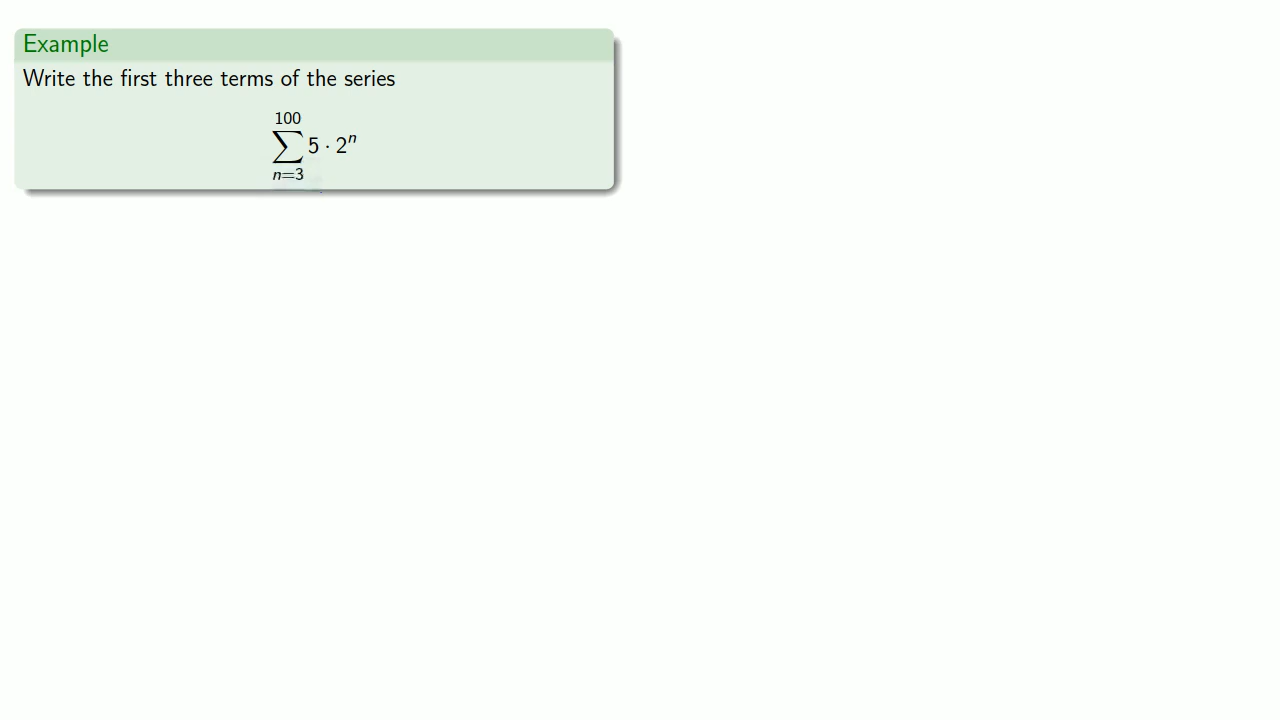 Example
Write the first three terms of the series
100
∑ 5 · 2ⁿ
n=3